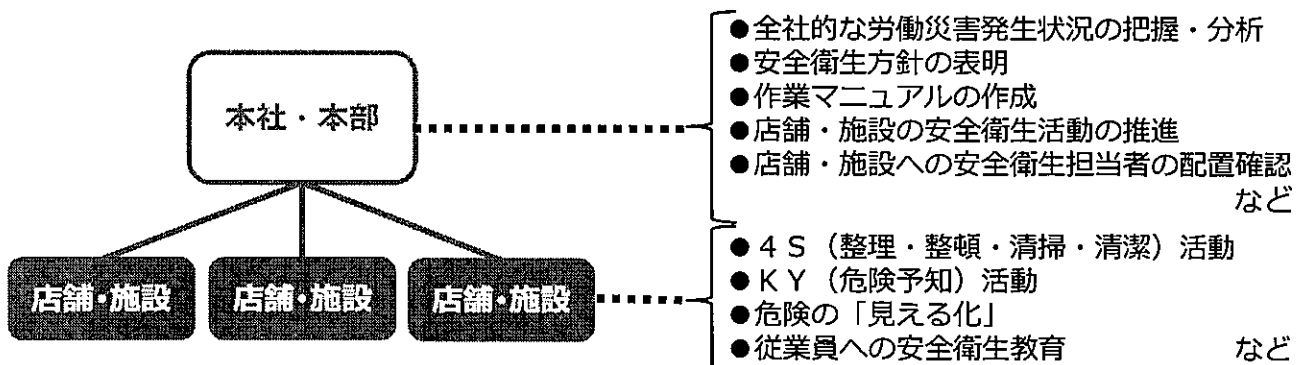 本社・本部
●全社的な労働災害発生状況の把握・分析
●安全衛生方針の表明
●作業マニュアルの作成
●店舗・施設の安全衛生活動の推進
●店舗・施設への安全衛生担当者の配置確認
など
店舗・施設
店舗・施設
店舗・施設
●４Ｓ（整理・整頓・清掃・清潔）活動
●ＫＹ（危険予知）活動
●危険の「見える化」
●従業員への安全衛生教育 など